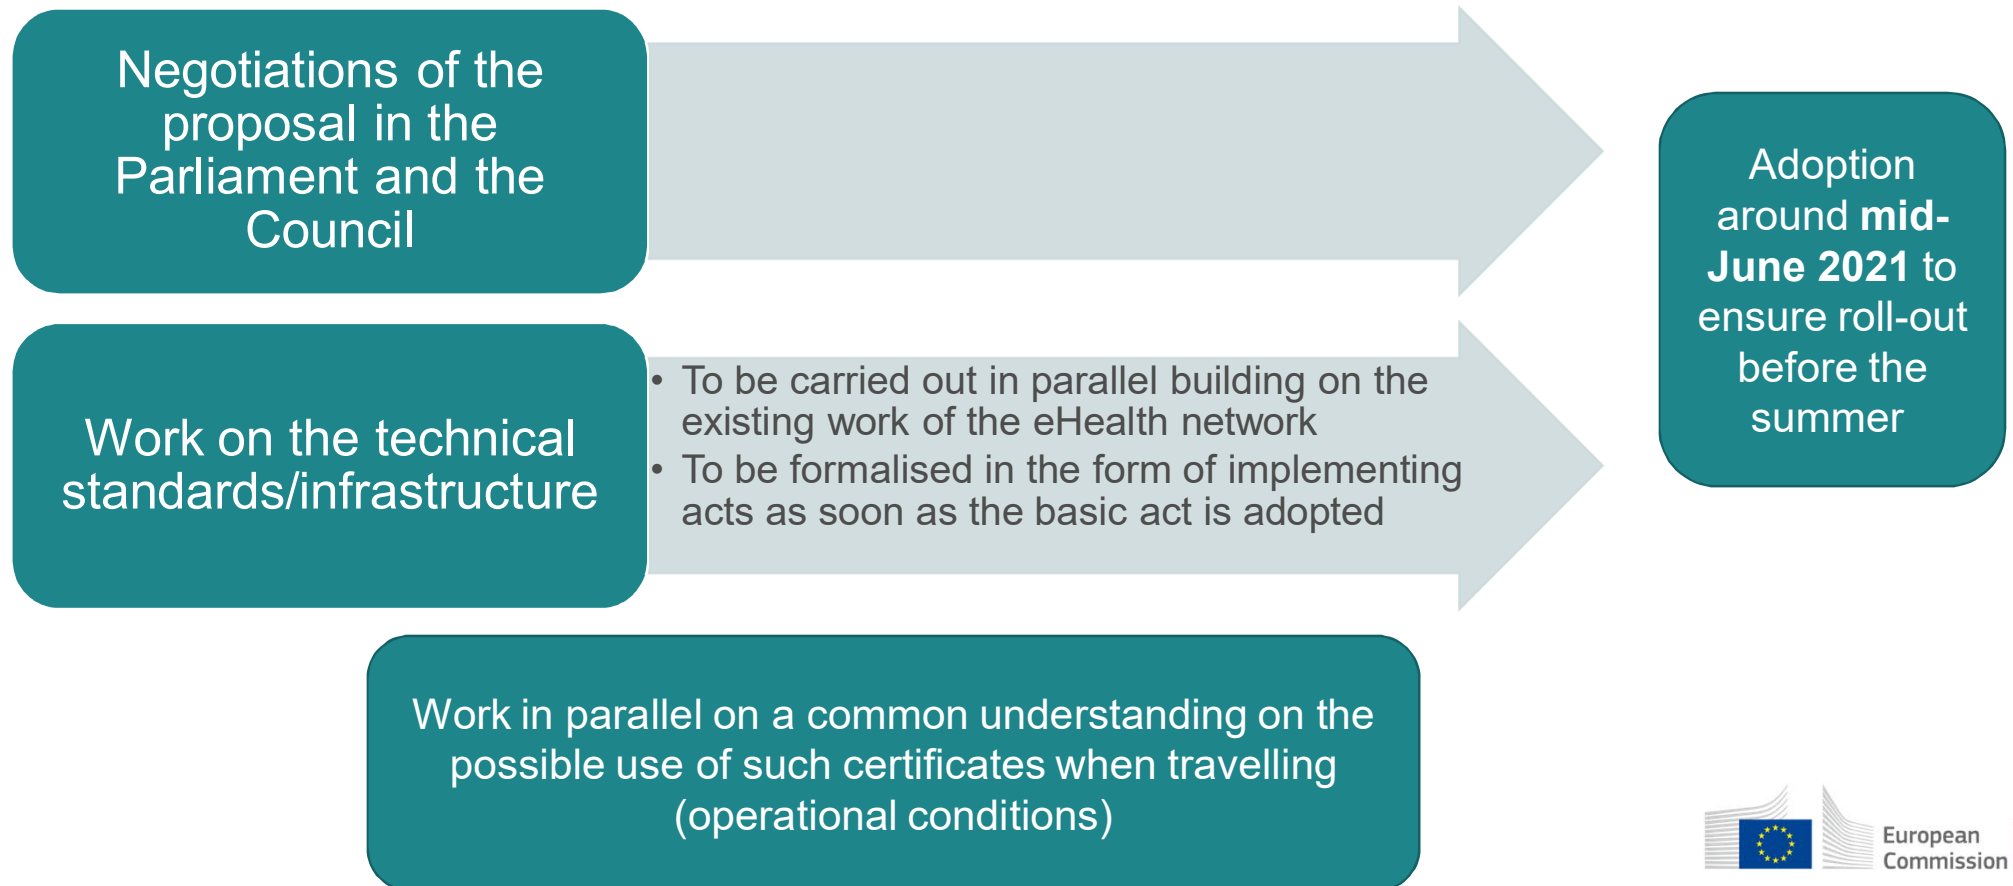 Negotiations of the
proposal in the
Parliament and the
Council
Work on the technical
standards/infrastructure
• To be carried out in parallel building on the
existing work of the eHealth network
• To be formalised in the form of implementing
acts as soon as the basic act is adopted
Adoption
around mid-
June 2021 to
ensure roll-out
before the
summer
Work in parallel on a common understanding on the
possible use of such certificates when travelling
(operational conditions)
European
Commission